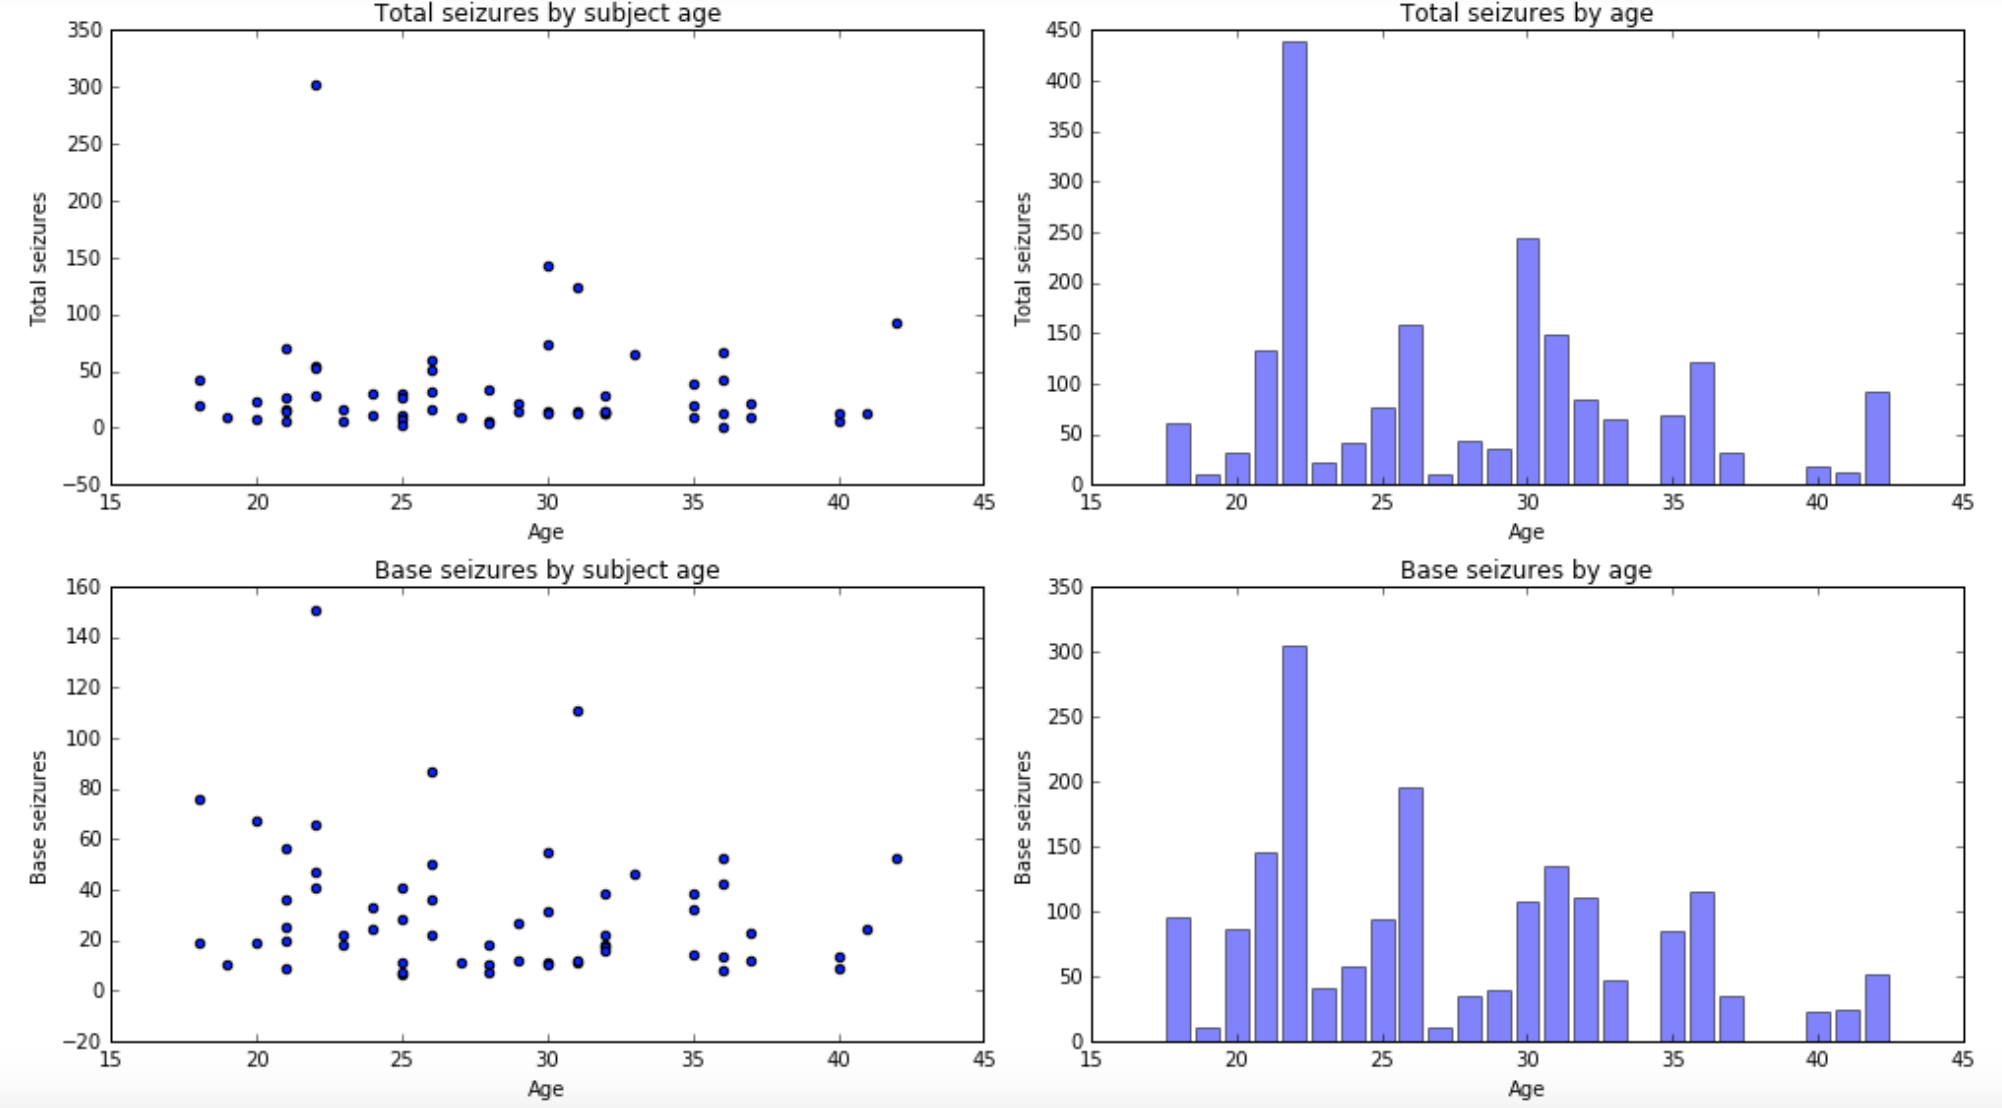 Total seizures by subject age
350
300
250
200
150
100
50
0
−50
Total seizures
15 20 25 30 35 40 45
Age
Total seizures by age
450
400
350
300
250
200
150
100
50
0
Total seizures
15 20 25 30 35 40 45
Age
Base seizures by subject age
160
140
120
100
80
60
40
20
0
−20
Base seizures
15 20 25 30 35 40 45
Age
Base seizures by age
350
300
250
200
150
100
50
0
Base seizures
15 20 25 30 35 40 45
Age